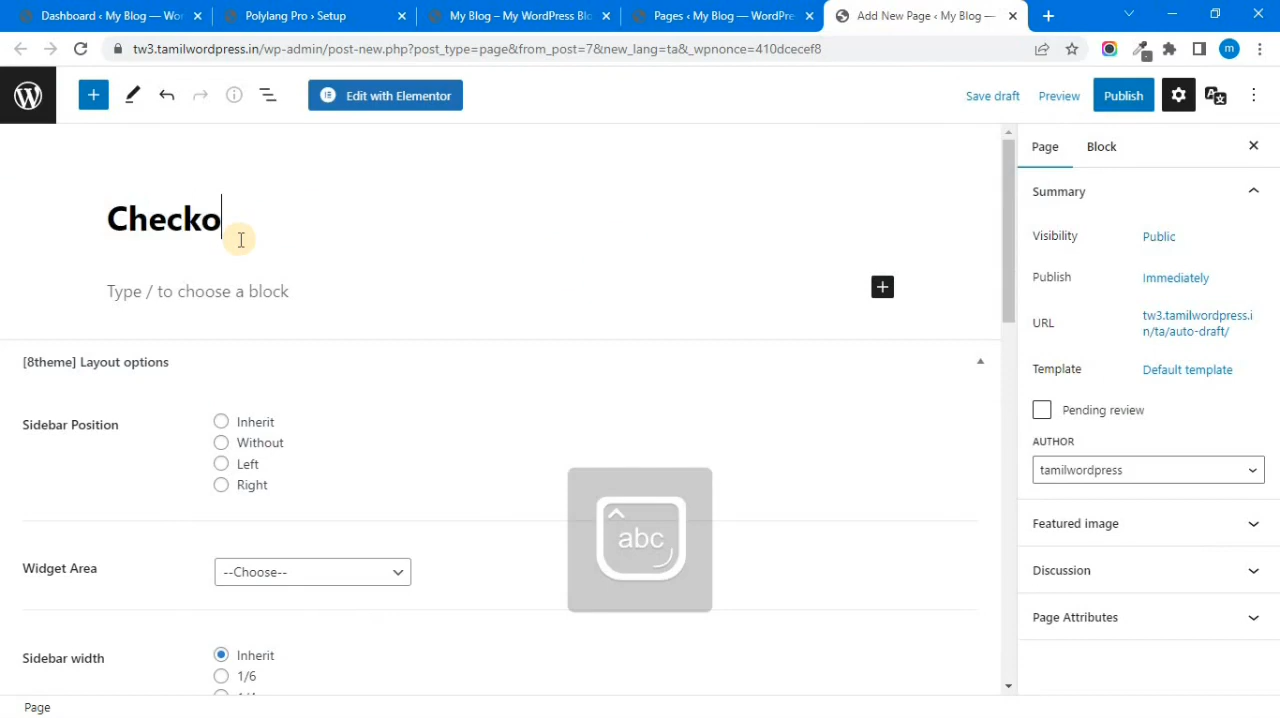 Dashboard ‹ My Blog — Wor
Polylang Pro › Setup
My Blog – My WordPress Blo
Pages ‹ My Blog — WordPre
Add New Page ‹ My Blog —
tw3.tamilwordpress.in/wp-admin/post-new.php?post_type=page&from_post=7&new_lang=ta&_wpnonce=410dcecef8
m
Edit with Elementor
Save draft
Preview
Publish
Checko
Type / to choose a block
[8theme] Layout options
Sidebar Position
Inherit
Without
Left
Right
Widget Area
--Choose--
Sidebar width
Inherit
1/6
abc
Page
Block
Summary
Visibility
Public
Publish
Immediately
URL
tw3.tamilwordpress.i
n/ta/auto-draft/
Template
Default template
Pending review
AUTHOR
tamilwordpress
Featured image
Discussion
Page Attributes
Page